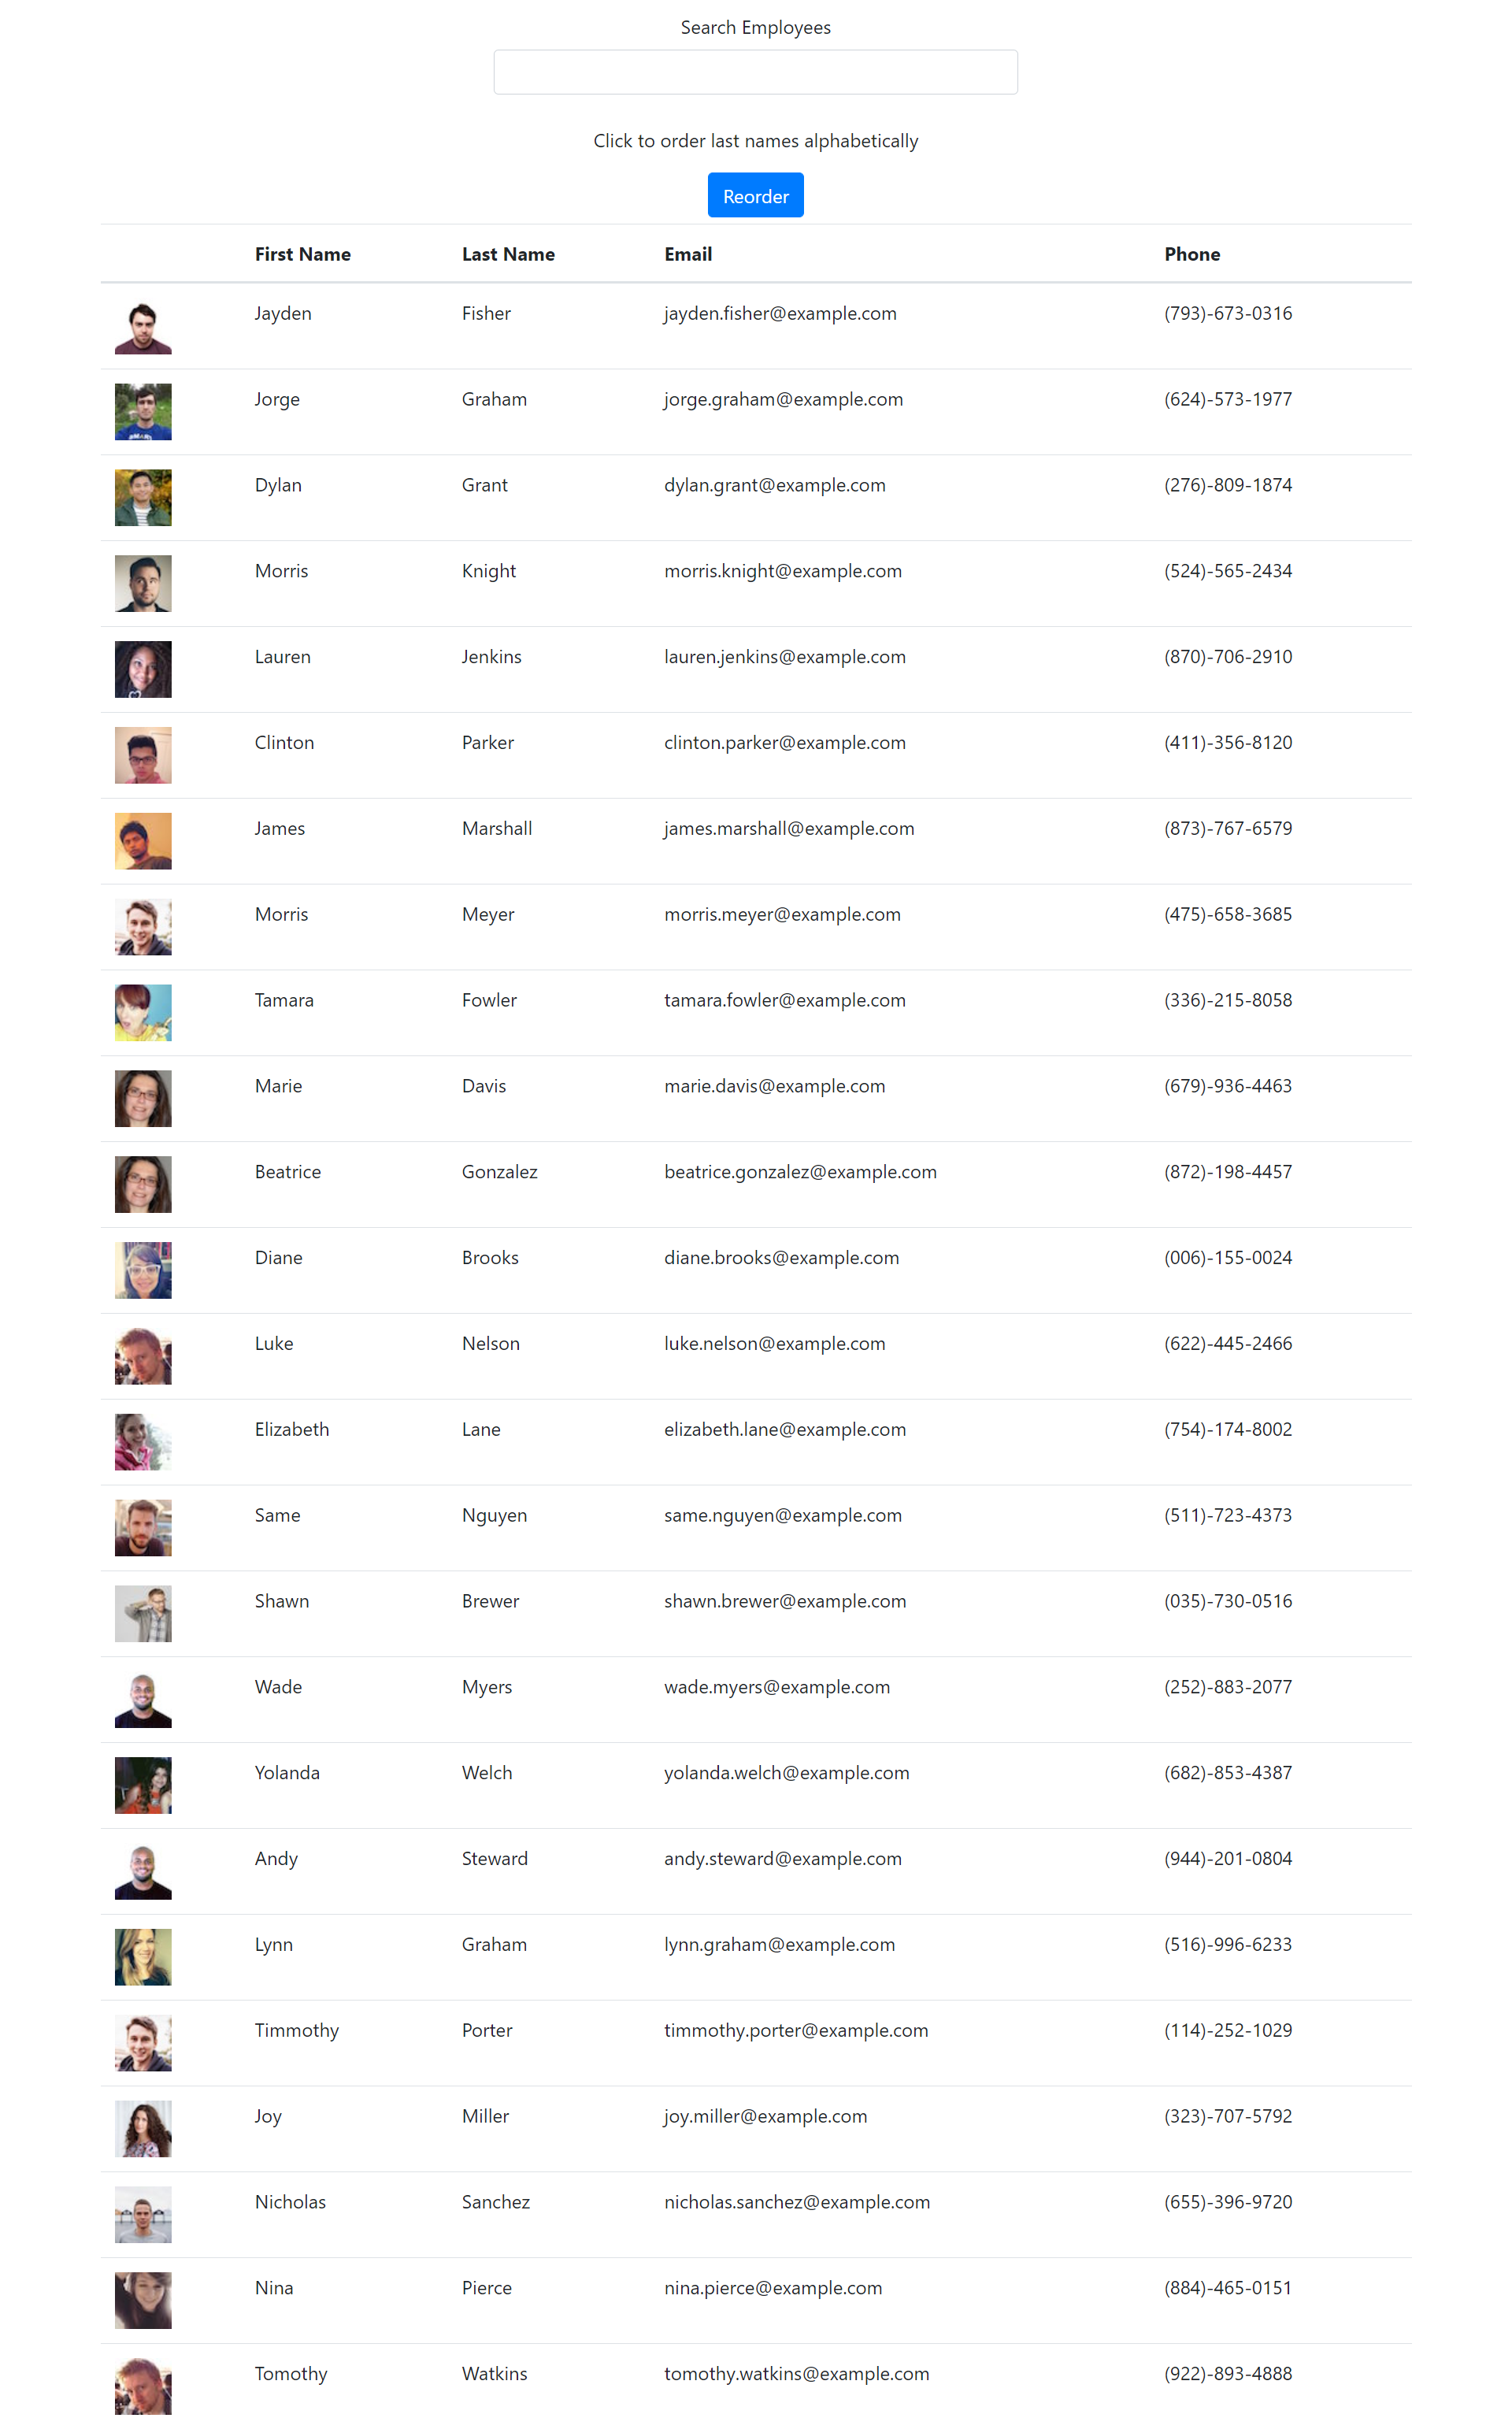 Search Employees
Click to order last names alphabetically
Reorder
First Name Last Name Email Phone
Jayden Fisher jayden.fisher@example.com (793)-673-0316
Jorge Graham jorge.graham@example.com (624)-573-1977
Dylan Grant dylan.grant@example.com (276)-809-1874
Morris Knight morris.knight@example.com (524)-565-2434
Lauren Jenkins lauren.jenkins@example.com (870)-706-2910
Clinton Parker clinton.parker@example.com (411)-356-8120
James Marshall james.marshall@example.com (873)-767-6579
Morris Meyer morris.meyer@example.com (475)-658-3685
Tamara Fowler tamara.fowler@example.com (336)-215-8058
Marie Davis marie.davis@example.com (679)-936-4463
Beatrice Gonzalez beatrice.gonzalez@example.com (872)-198-4457
Diane Brooks diane.brooks@example.com (006)-155-0024
Luke Nelson luke.nelson@example.com (622)-445-2466
Elizabeth Lane elizabeth.lane@example.com (754)-174-8002
Same Nguyen same.nguyen@example.com (511)-723-4373
Shawn Brewer shawn.brewer@example.com (035)-730-0516
Wade Myers wade.myers@example.com (252)-883-2077
Yolanda Welch yolanda.welch@example.com (682)-853-4387
Andy Steward andy.steward@example.com (944)-201-0804
Lynn Graham lynn.graham@example.com (516)-996-6233
Timmothy Porter timmothy.porter@example.com (114)-252-1029
Joy Miller joy.miller@example.com (323)-707-5792
Nicholas Sanchez nicholas.sanchez@example.com (655)-396-9720
Nina Pierce nina.pierce@example.com (884)-465-0151
Tomothy Watkins tomothy.watkins@example.com (922)-893-4888